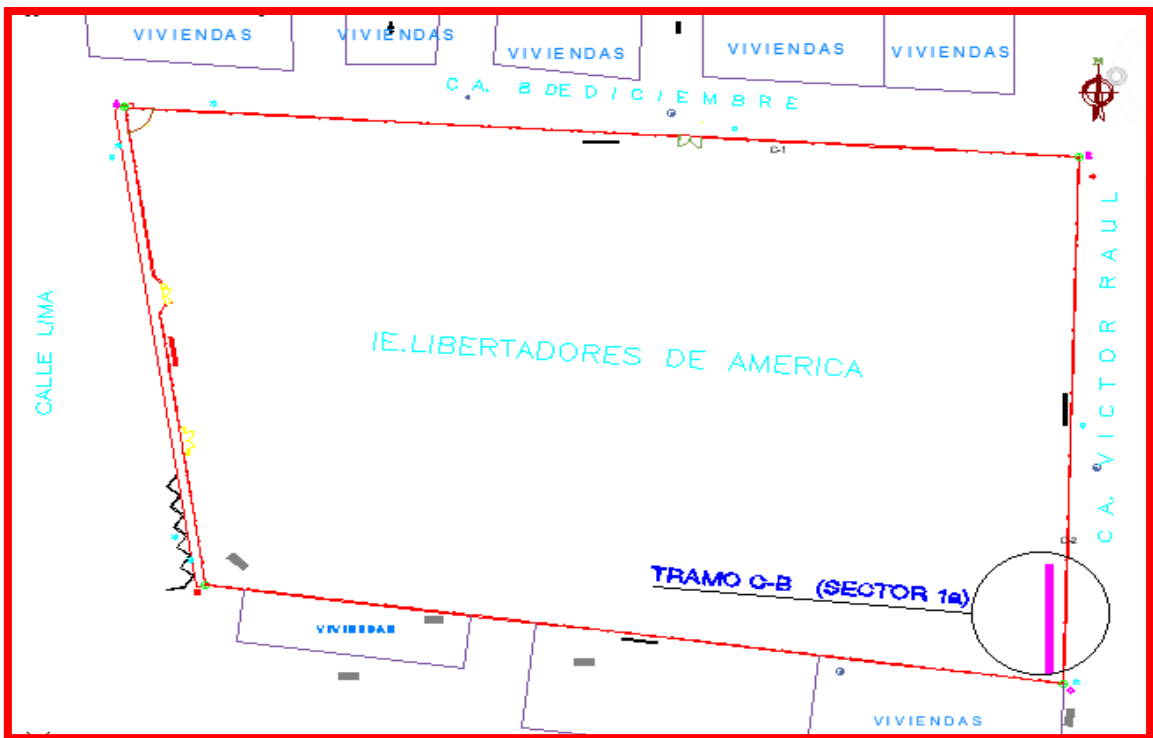 VIVIENDAS
VIVIENDAS
VIVIENDAS
VIVIENDAS
VIVIENDAS
N
CA. 8 DE DICIEMBRE
C-1
CA. VICTOR RAUL
CALLE LIMA
IE.LIBERTADORES DE AMERICA
C-2
TRAMO C-B (SECTOR 1a)
VIVIENDAS
VIVIENDAS